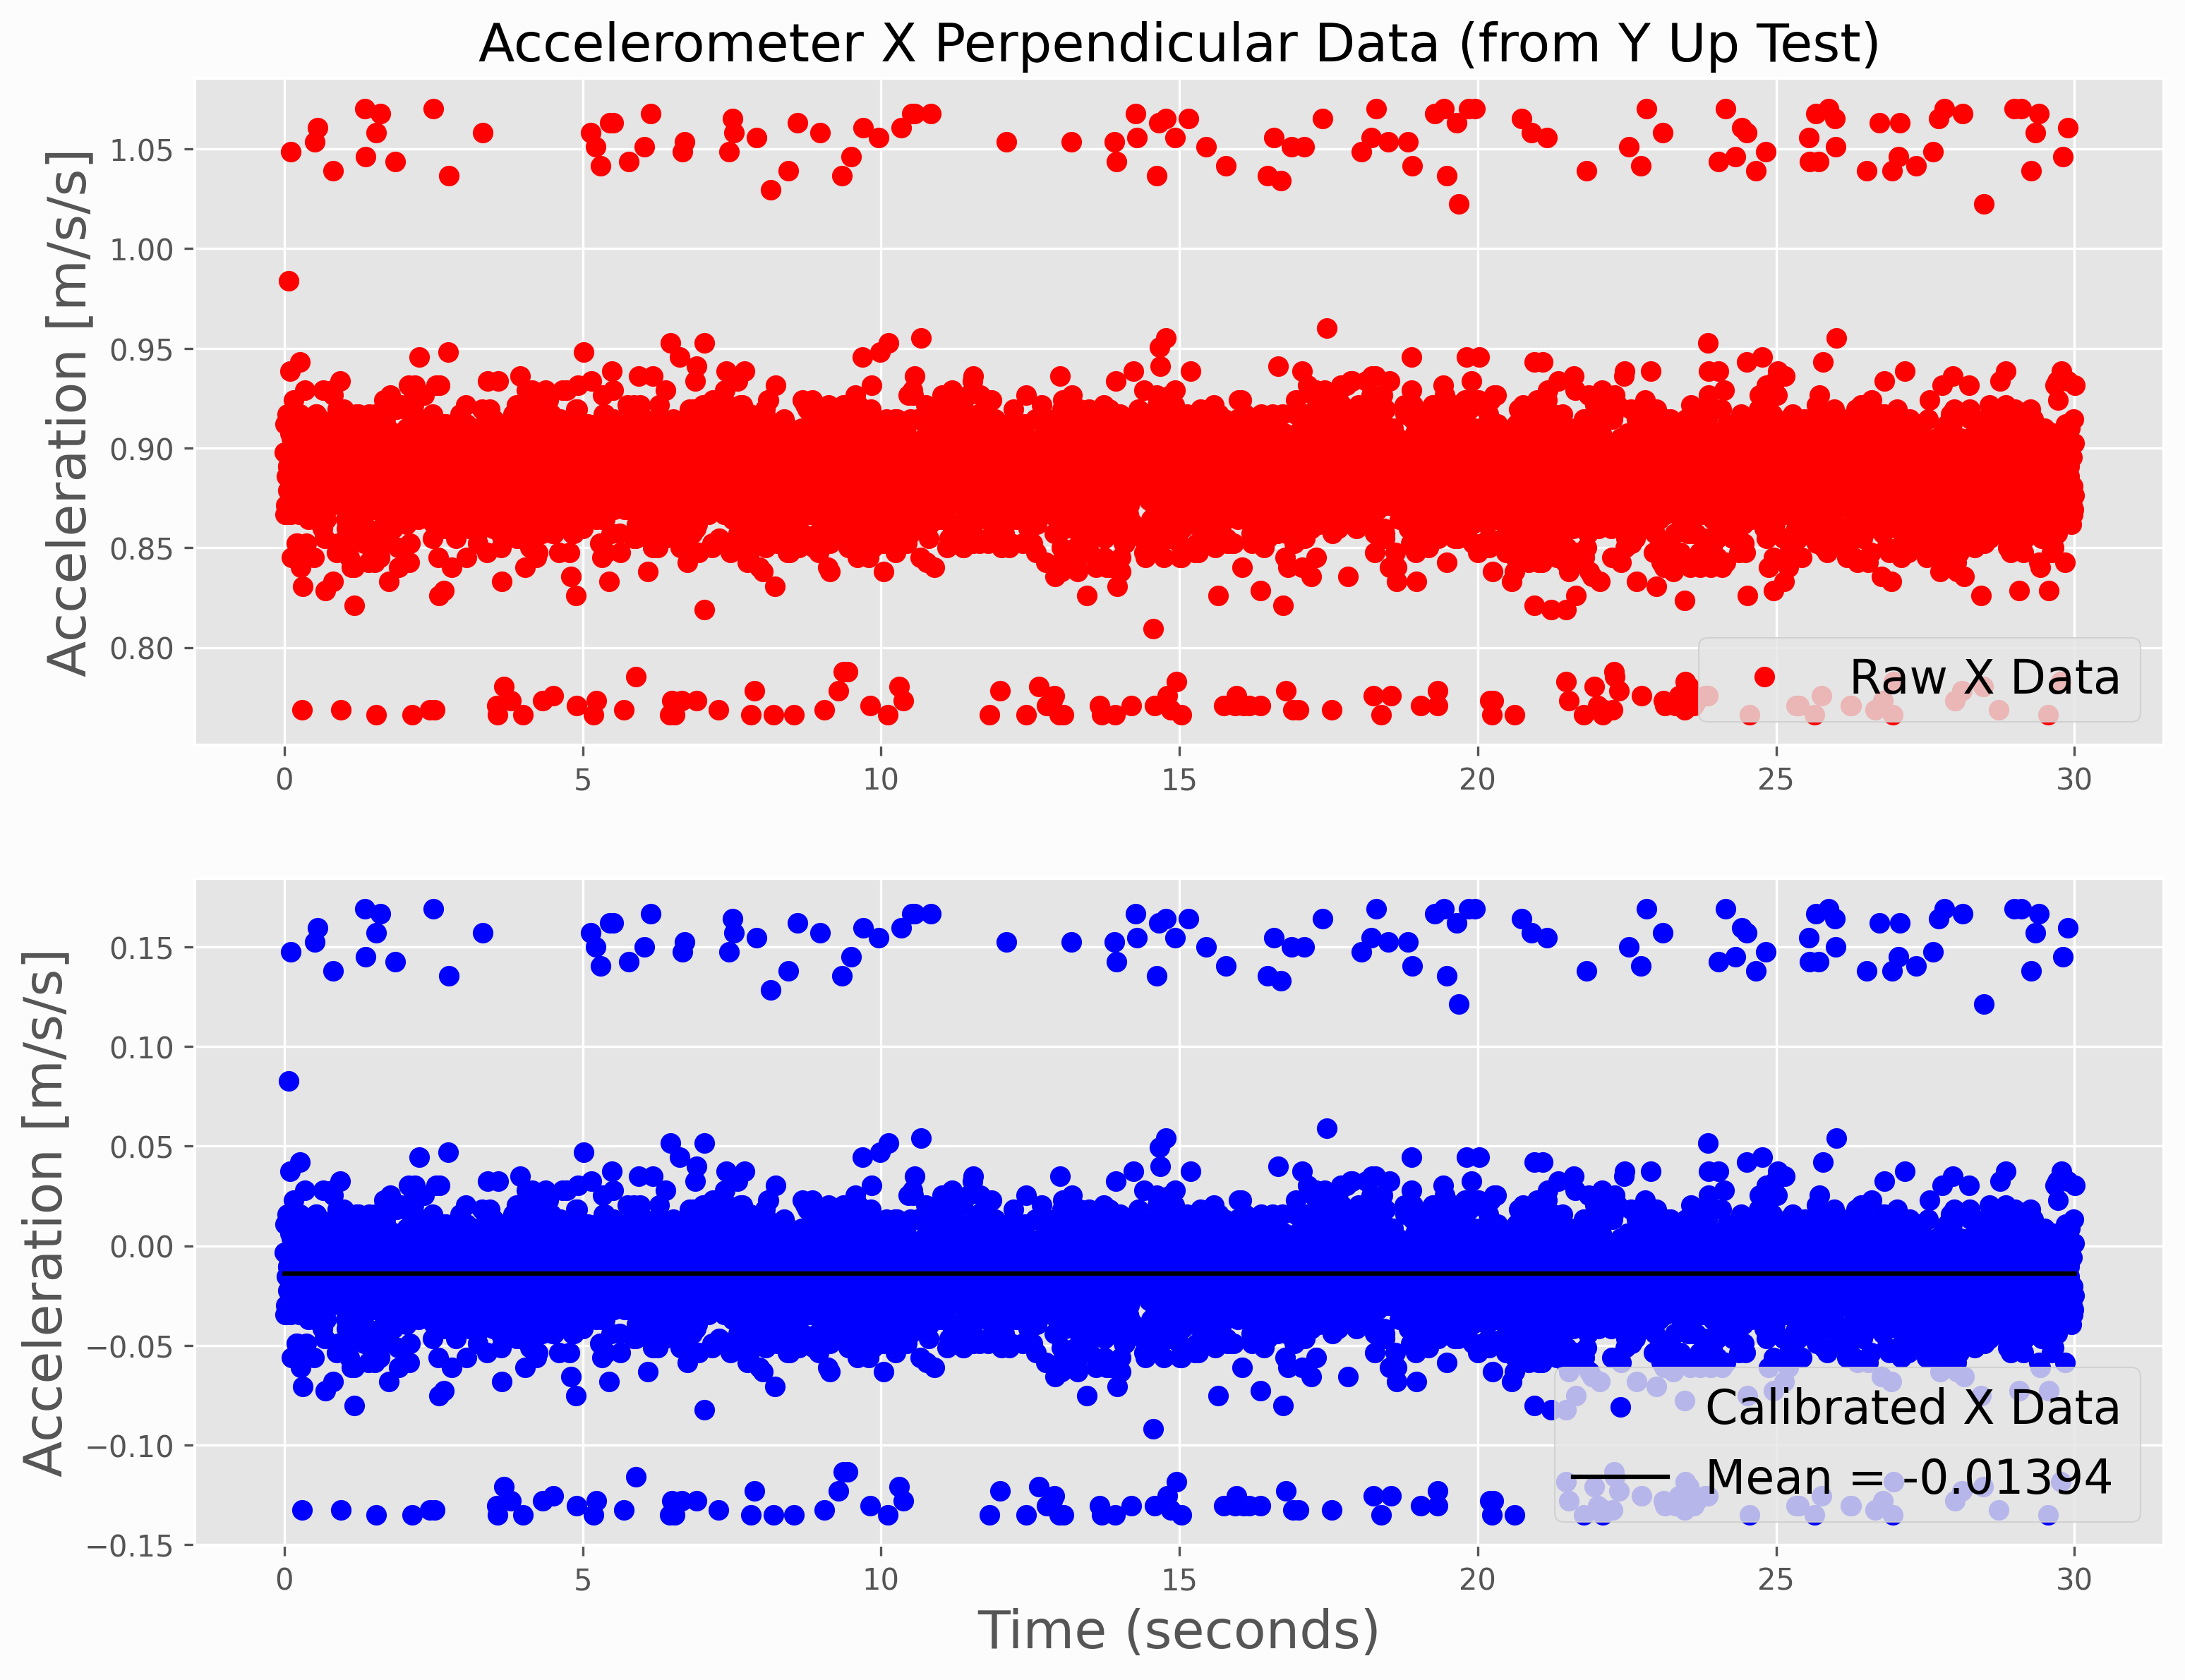 Accelerometer X Perpendicular Data (from Y Up Test)
Acceleration [m/s/s]
1.05
1.00
0.95
0.90
0.85
0.80
Raw X Data
0 5 10 15 20 25 30
Acceleration [m/s/s]
0.15
0.10
0.05
0.00
−0.05
−0.10
−0.15
Calibrated X Data
Mean = -0.01394
0 5 10 15 20 25 30
Time (seconds)